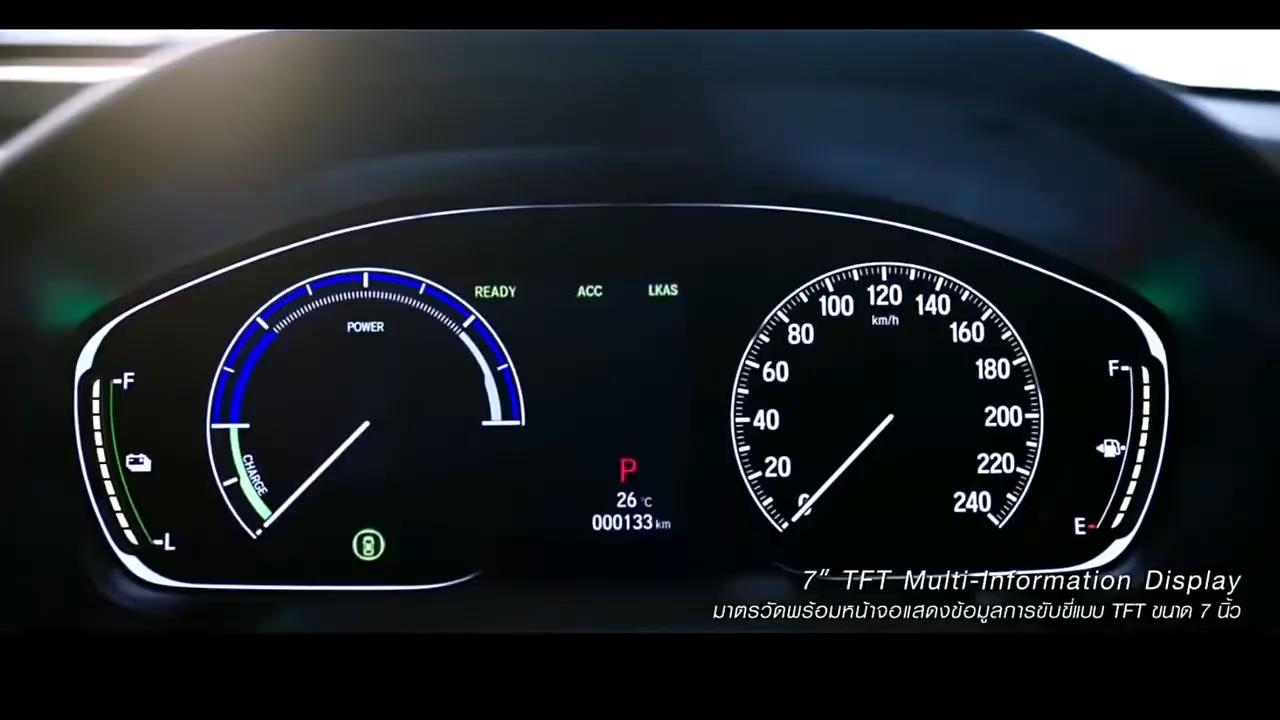 READY ACC LKAS
POWER
CHARGE
F
L
P
26 °C
000133 km
0
20
40
60
80
100
120
140
160
180
200
220
240
km/h
F
E
7" TFT Multi-Information Display
มาตรวัดพร้อมหน้าจอแสดงข้อมูลการขับขี่แบบ TFT ขนาด 7 นิ้ว